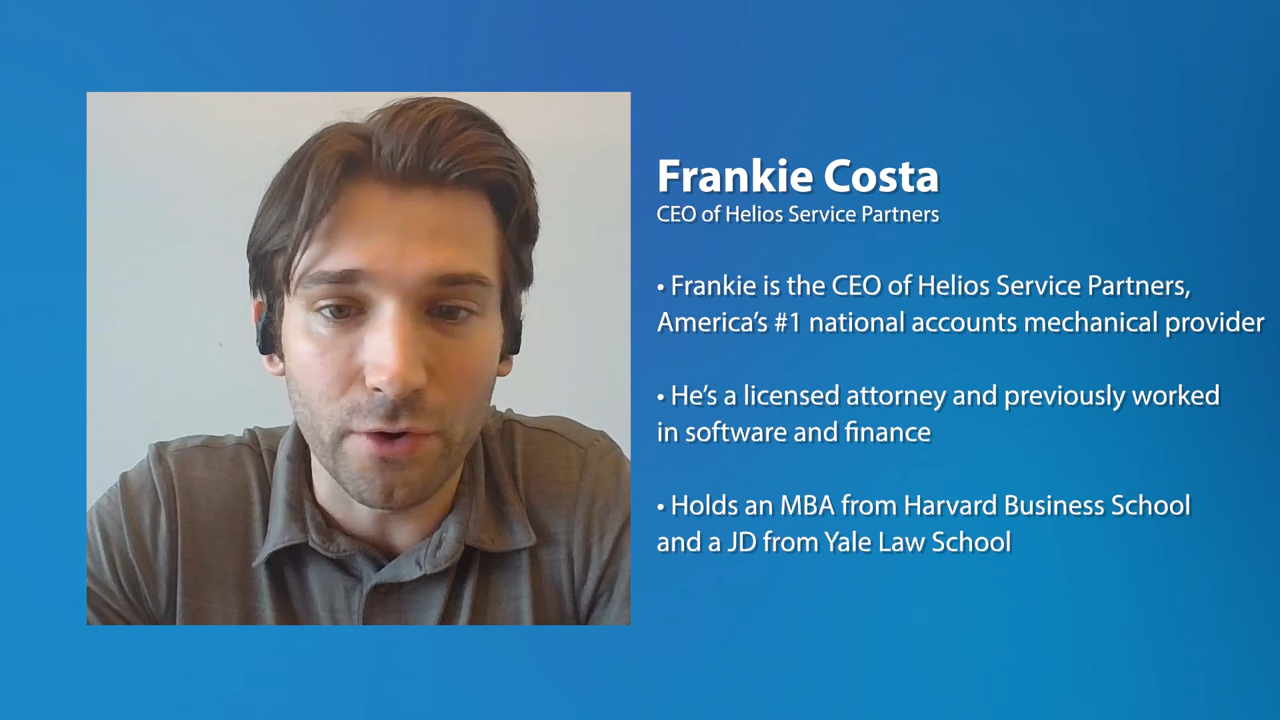 Frankie Costa
CEO of Helios Service Partners
• Frankie is the CEO of Helios Service Partners,
America’s #1 national accounts mechanical provider
• He’s a licensed attorney and previously worked
in software and finance
• Holds an MBA from Harvard Business School
and a JD from Yale Law School